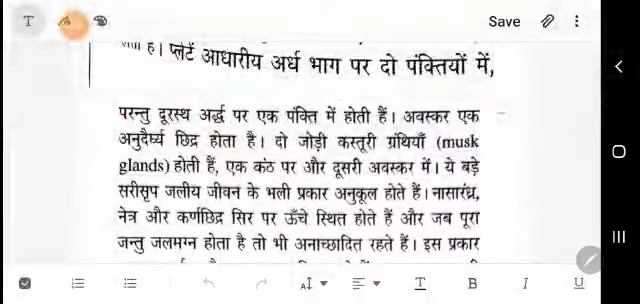 Save
है। प्लेटें आधारीय अर्ध भाग पर दो पंक्तियों में,
परन्तु दूरस्थ अर्द्ध पर एक पंक्ति में होती हैं। अवस्कर एक
अनुदैर्घ्य छिद्र होता है। दो जोड़ी कस्तूरी ग्रंथियाँ (musk
glands) होती हैं, एक कंठ पर और दूसरी अवस्कर में। ये बड़े
सरीसृप जलीय जीवन के भली प्रकार अनुकूल होते हैं। नासारंध्र,
नेत्र और कर्णछिद्र सिर पर ऊँचे स्थित होते हैं और जब पूरा
जन्तु जलमग्न होता है तो भी अनाच्छादित रहते हैं। इस प्रकार